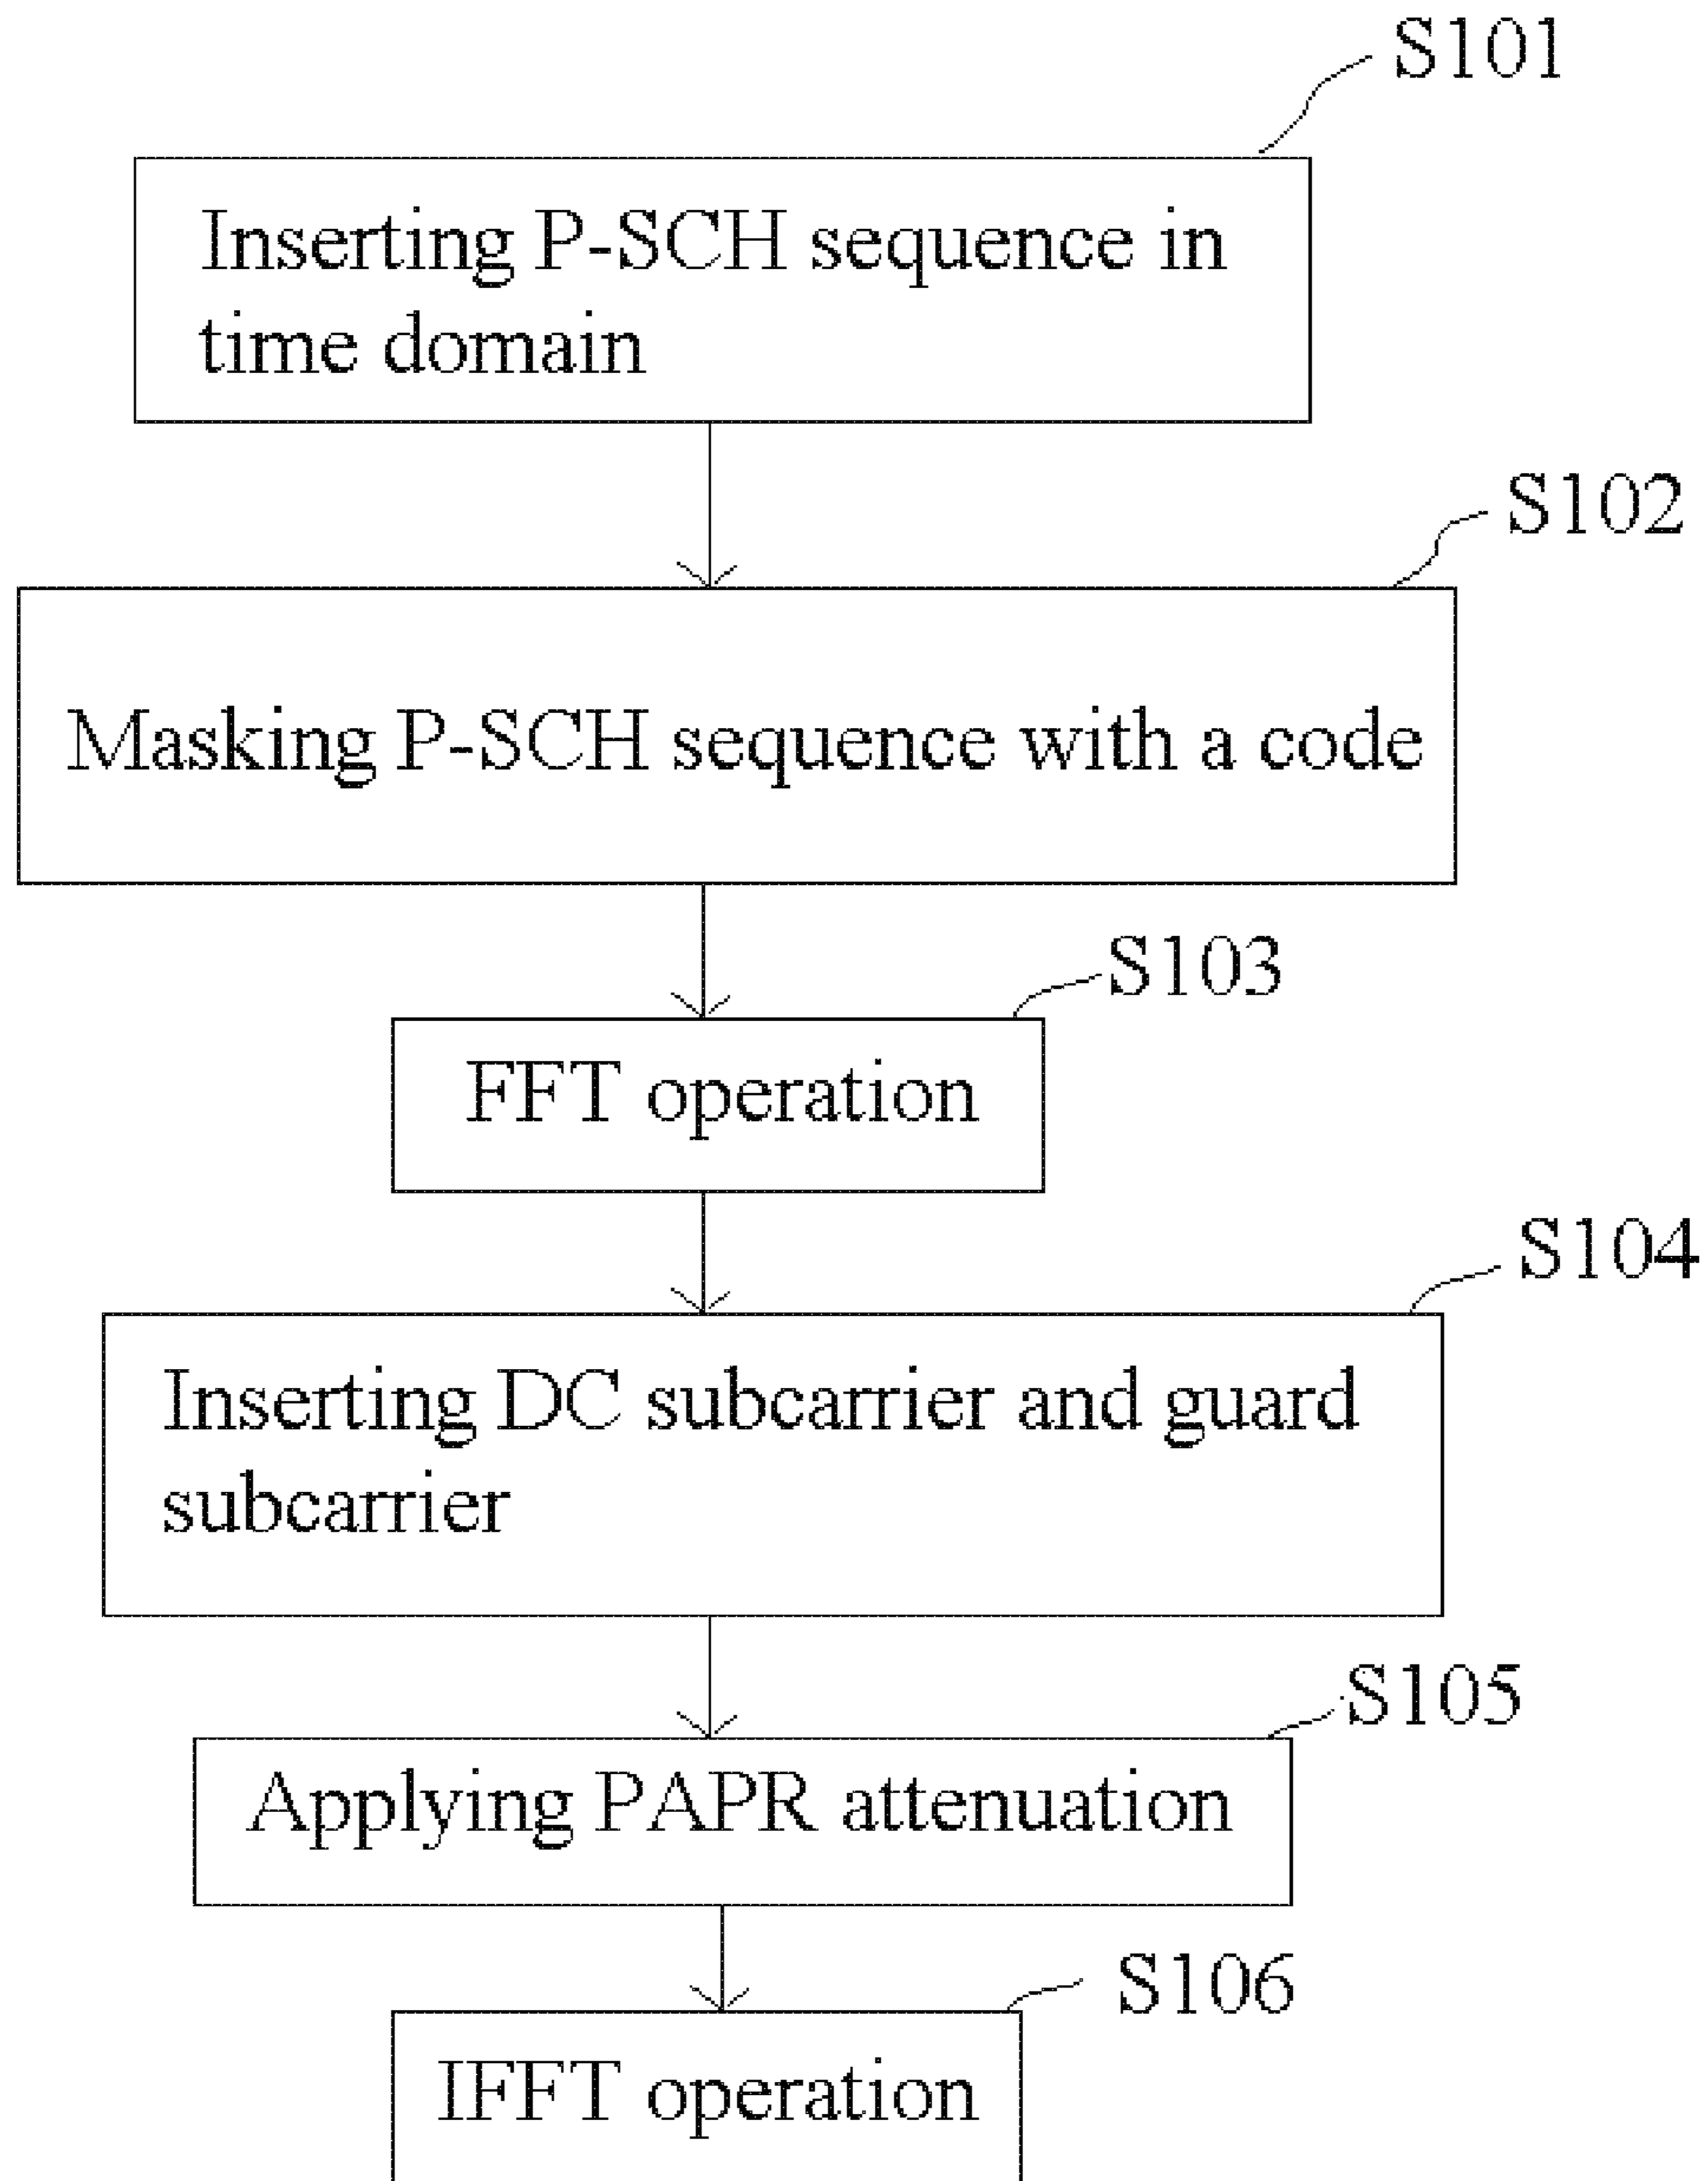 S101
Inserting P-SCH sequence in
time domain
S102
Masking P-SCH sequence with a code
S103
FFT operation
S104
Inserting DC subcarrier and guard
subcarrier
S105
Applying PAPR attenuation
S106
IFFT operation